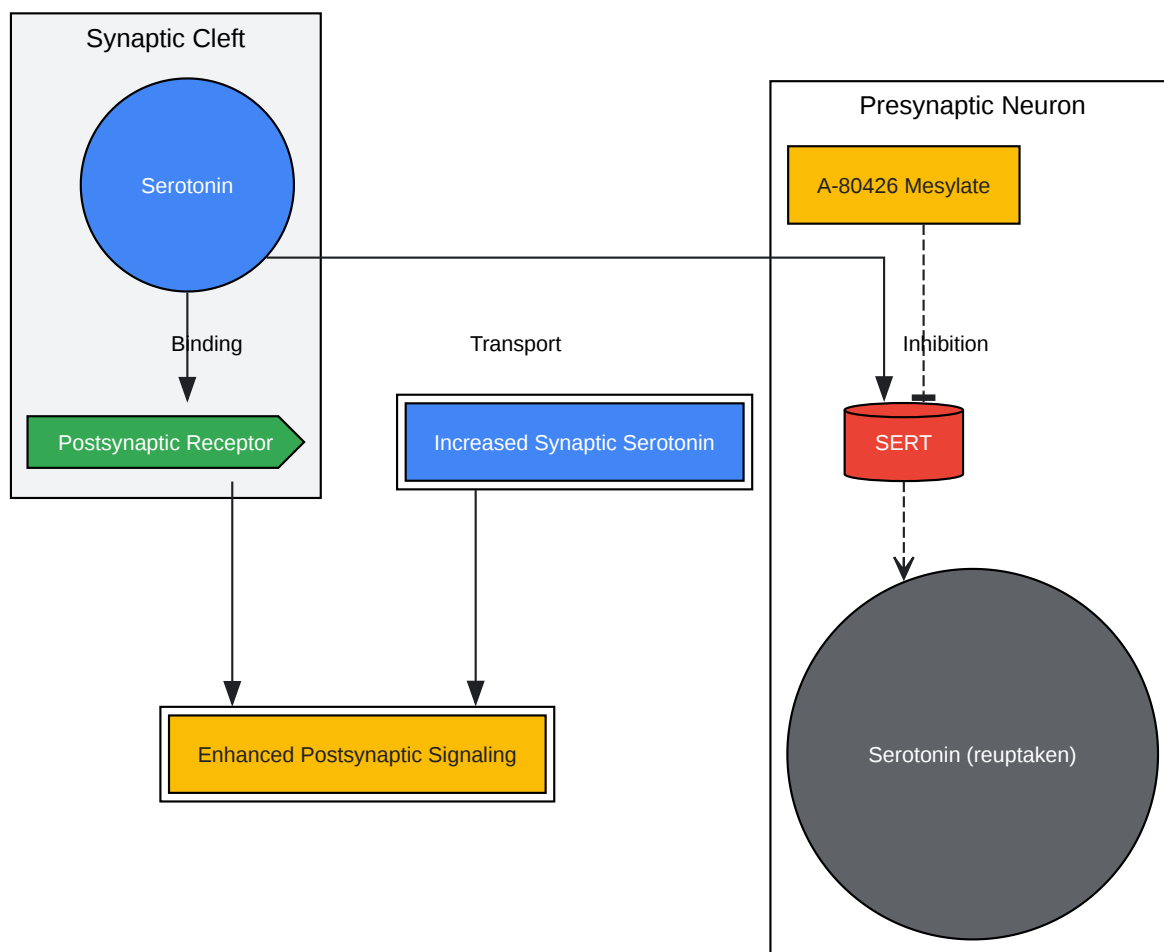 Synaptic Cleft
Presynaptic Neuron
Serotonin
A-80426 Mesylate
Binding
Transport
Inhibition
Postsynaptic Receptor
Increased Synaptic Serotonin
SERT
Enhanced Postsynaptic Signaling
Serotonin (reuptaken)